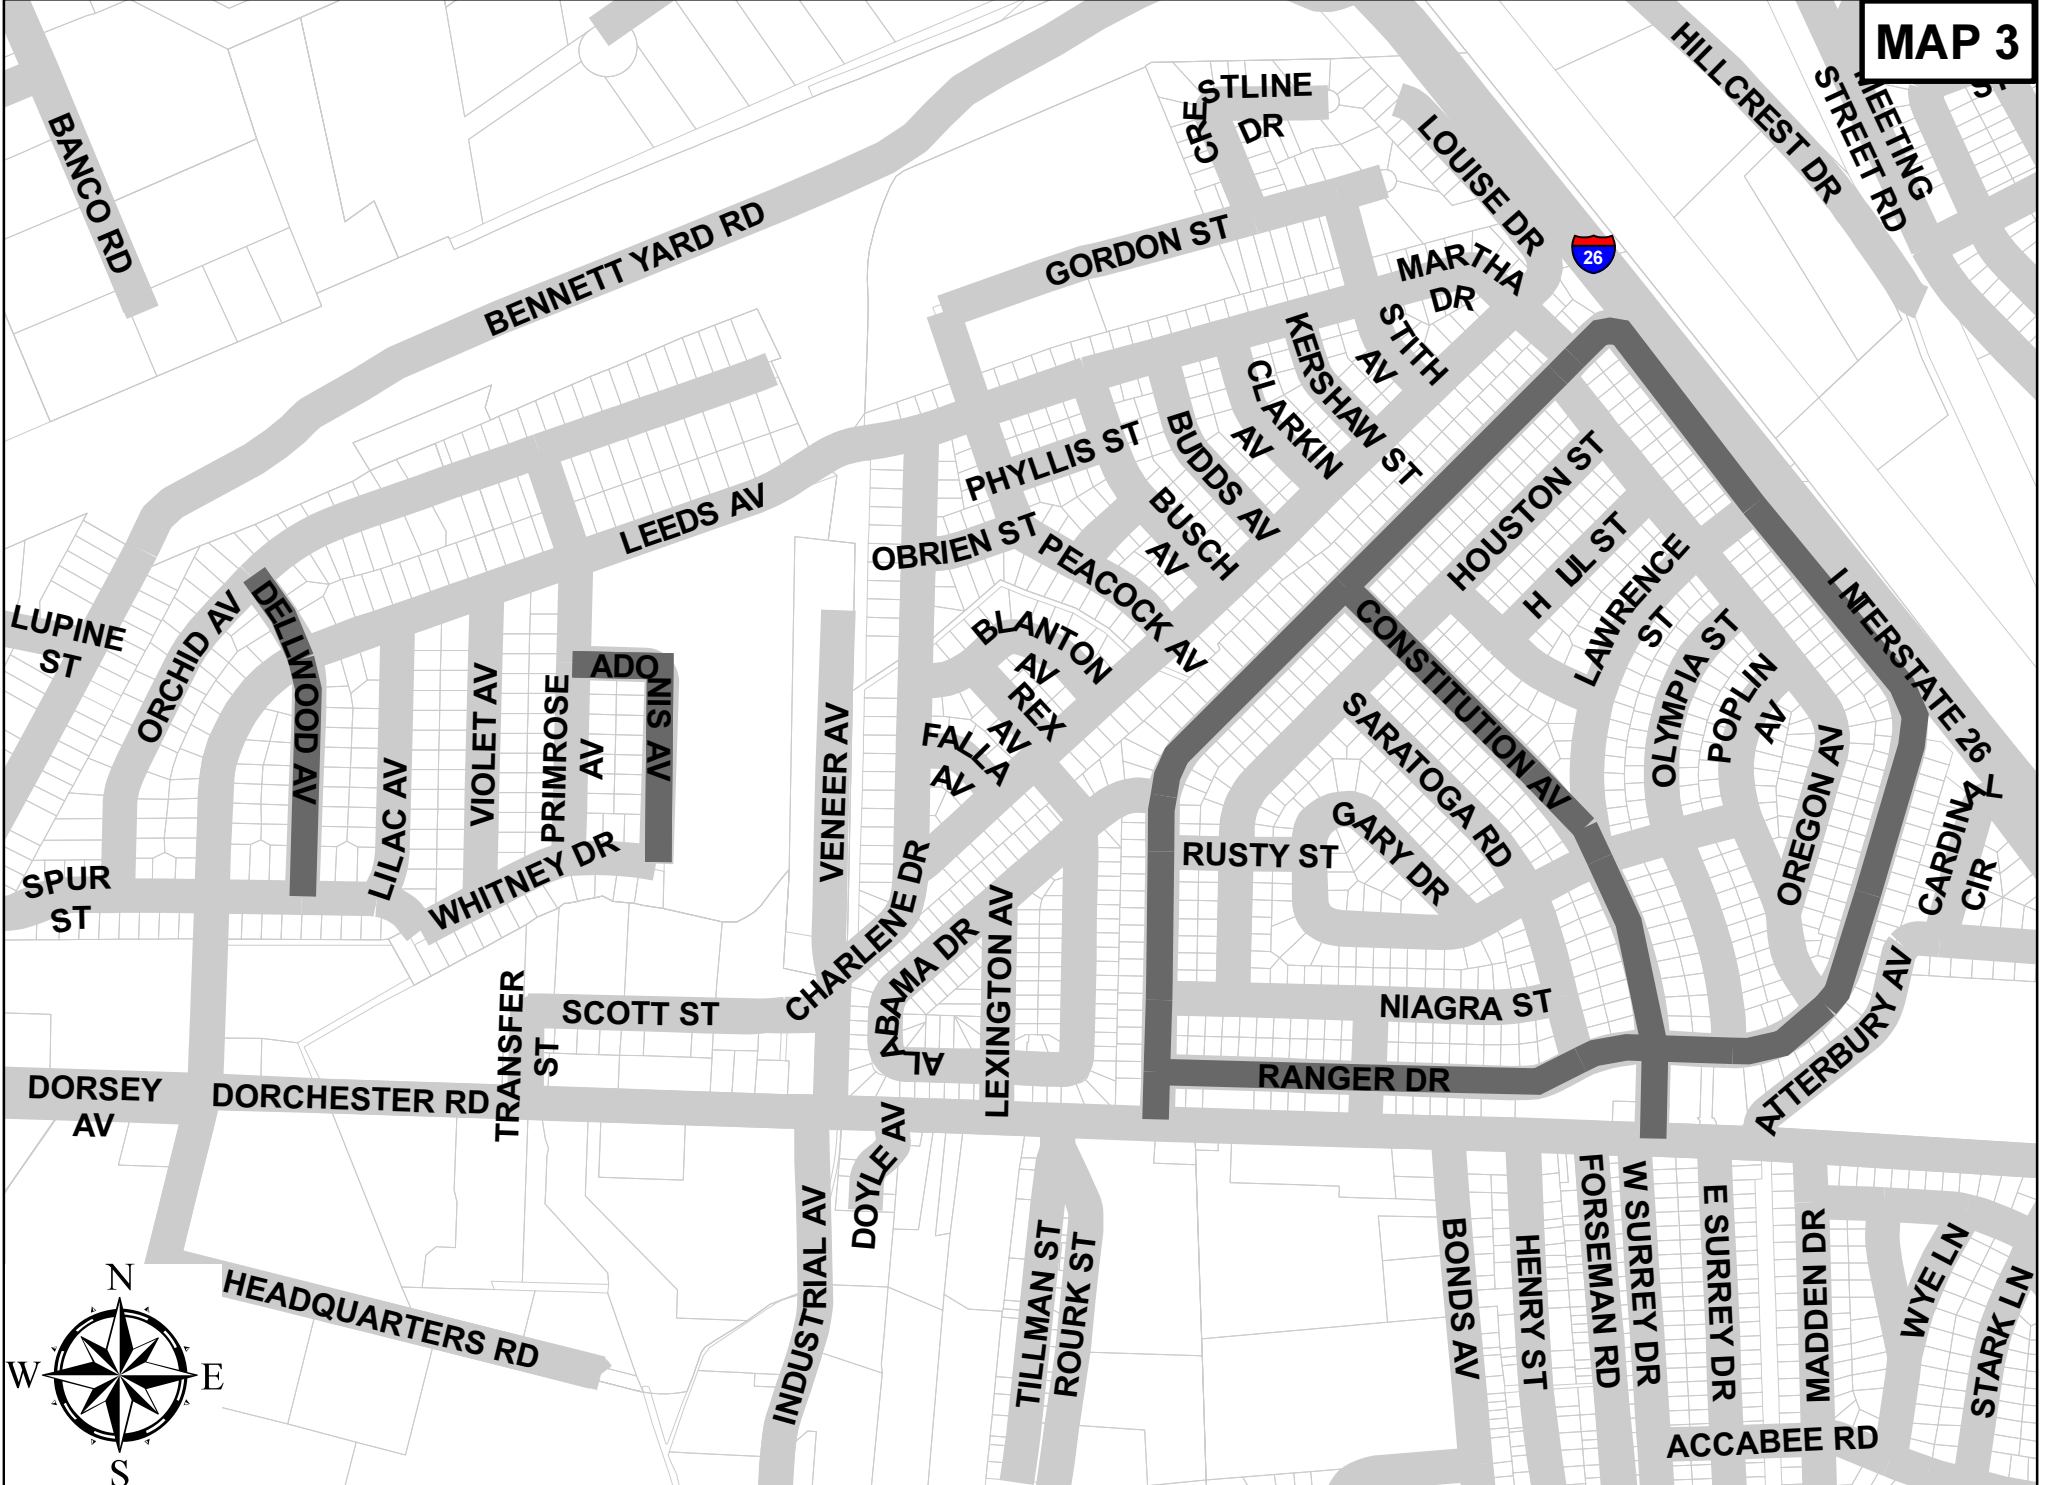 MAP 3
HILLCREST DR
MEETING
STREET RD
BANCO RD
CRESTLINE
DR
LOUISE DR
BENNETT YARD RD
GORDON ST
26
MARTHA
DR
STITH
AV
KERSHAW ST
CLARKIN
AV
BUDDS AV
BUSCH
AV
PHYLLIS ST
LEEDS AV
OBRIEN ST
PEACOCK AV
HOUSTON ST
HULL ST
LAWRENCE
ST
INTERSTATE 26
LUPINE
ST
ORCHID AV
DELLWOOD AV
ADONIS AV
BLANTON
AV
REX
AV
FALLA
AV
CONSTITUTION AV
OLYMPIA ST
POPLIN
AV
OREGON AV
SARATOGA RD
GARY DR
RUSTY ST
LILAC AV
VIOLET AV
PRIMROSE
AV
VENEER AV
WHITNEY DR
SPUR
ST
CHARLENE DR
ALABAMA DR
LEXINGTON AV
CARDINAL
CIR
NIAGRA ST
SCOTT ST
TRANSFER
ST
RANGER DR
ATTERBURY AV
DORSEY
AV
DORCHESTER RD
DOYLE AV
INDUSTRIAL AV
TILLMAN ST
ROURK ST
BONDS AV
HENRY ST
FORSEMAN RD
W SURREY DR
E SURREY DR
MADDEN DR
WYE LN
STARK LN
HEADQUARTERS RD
ACCABEE RD
N
W
E
S